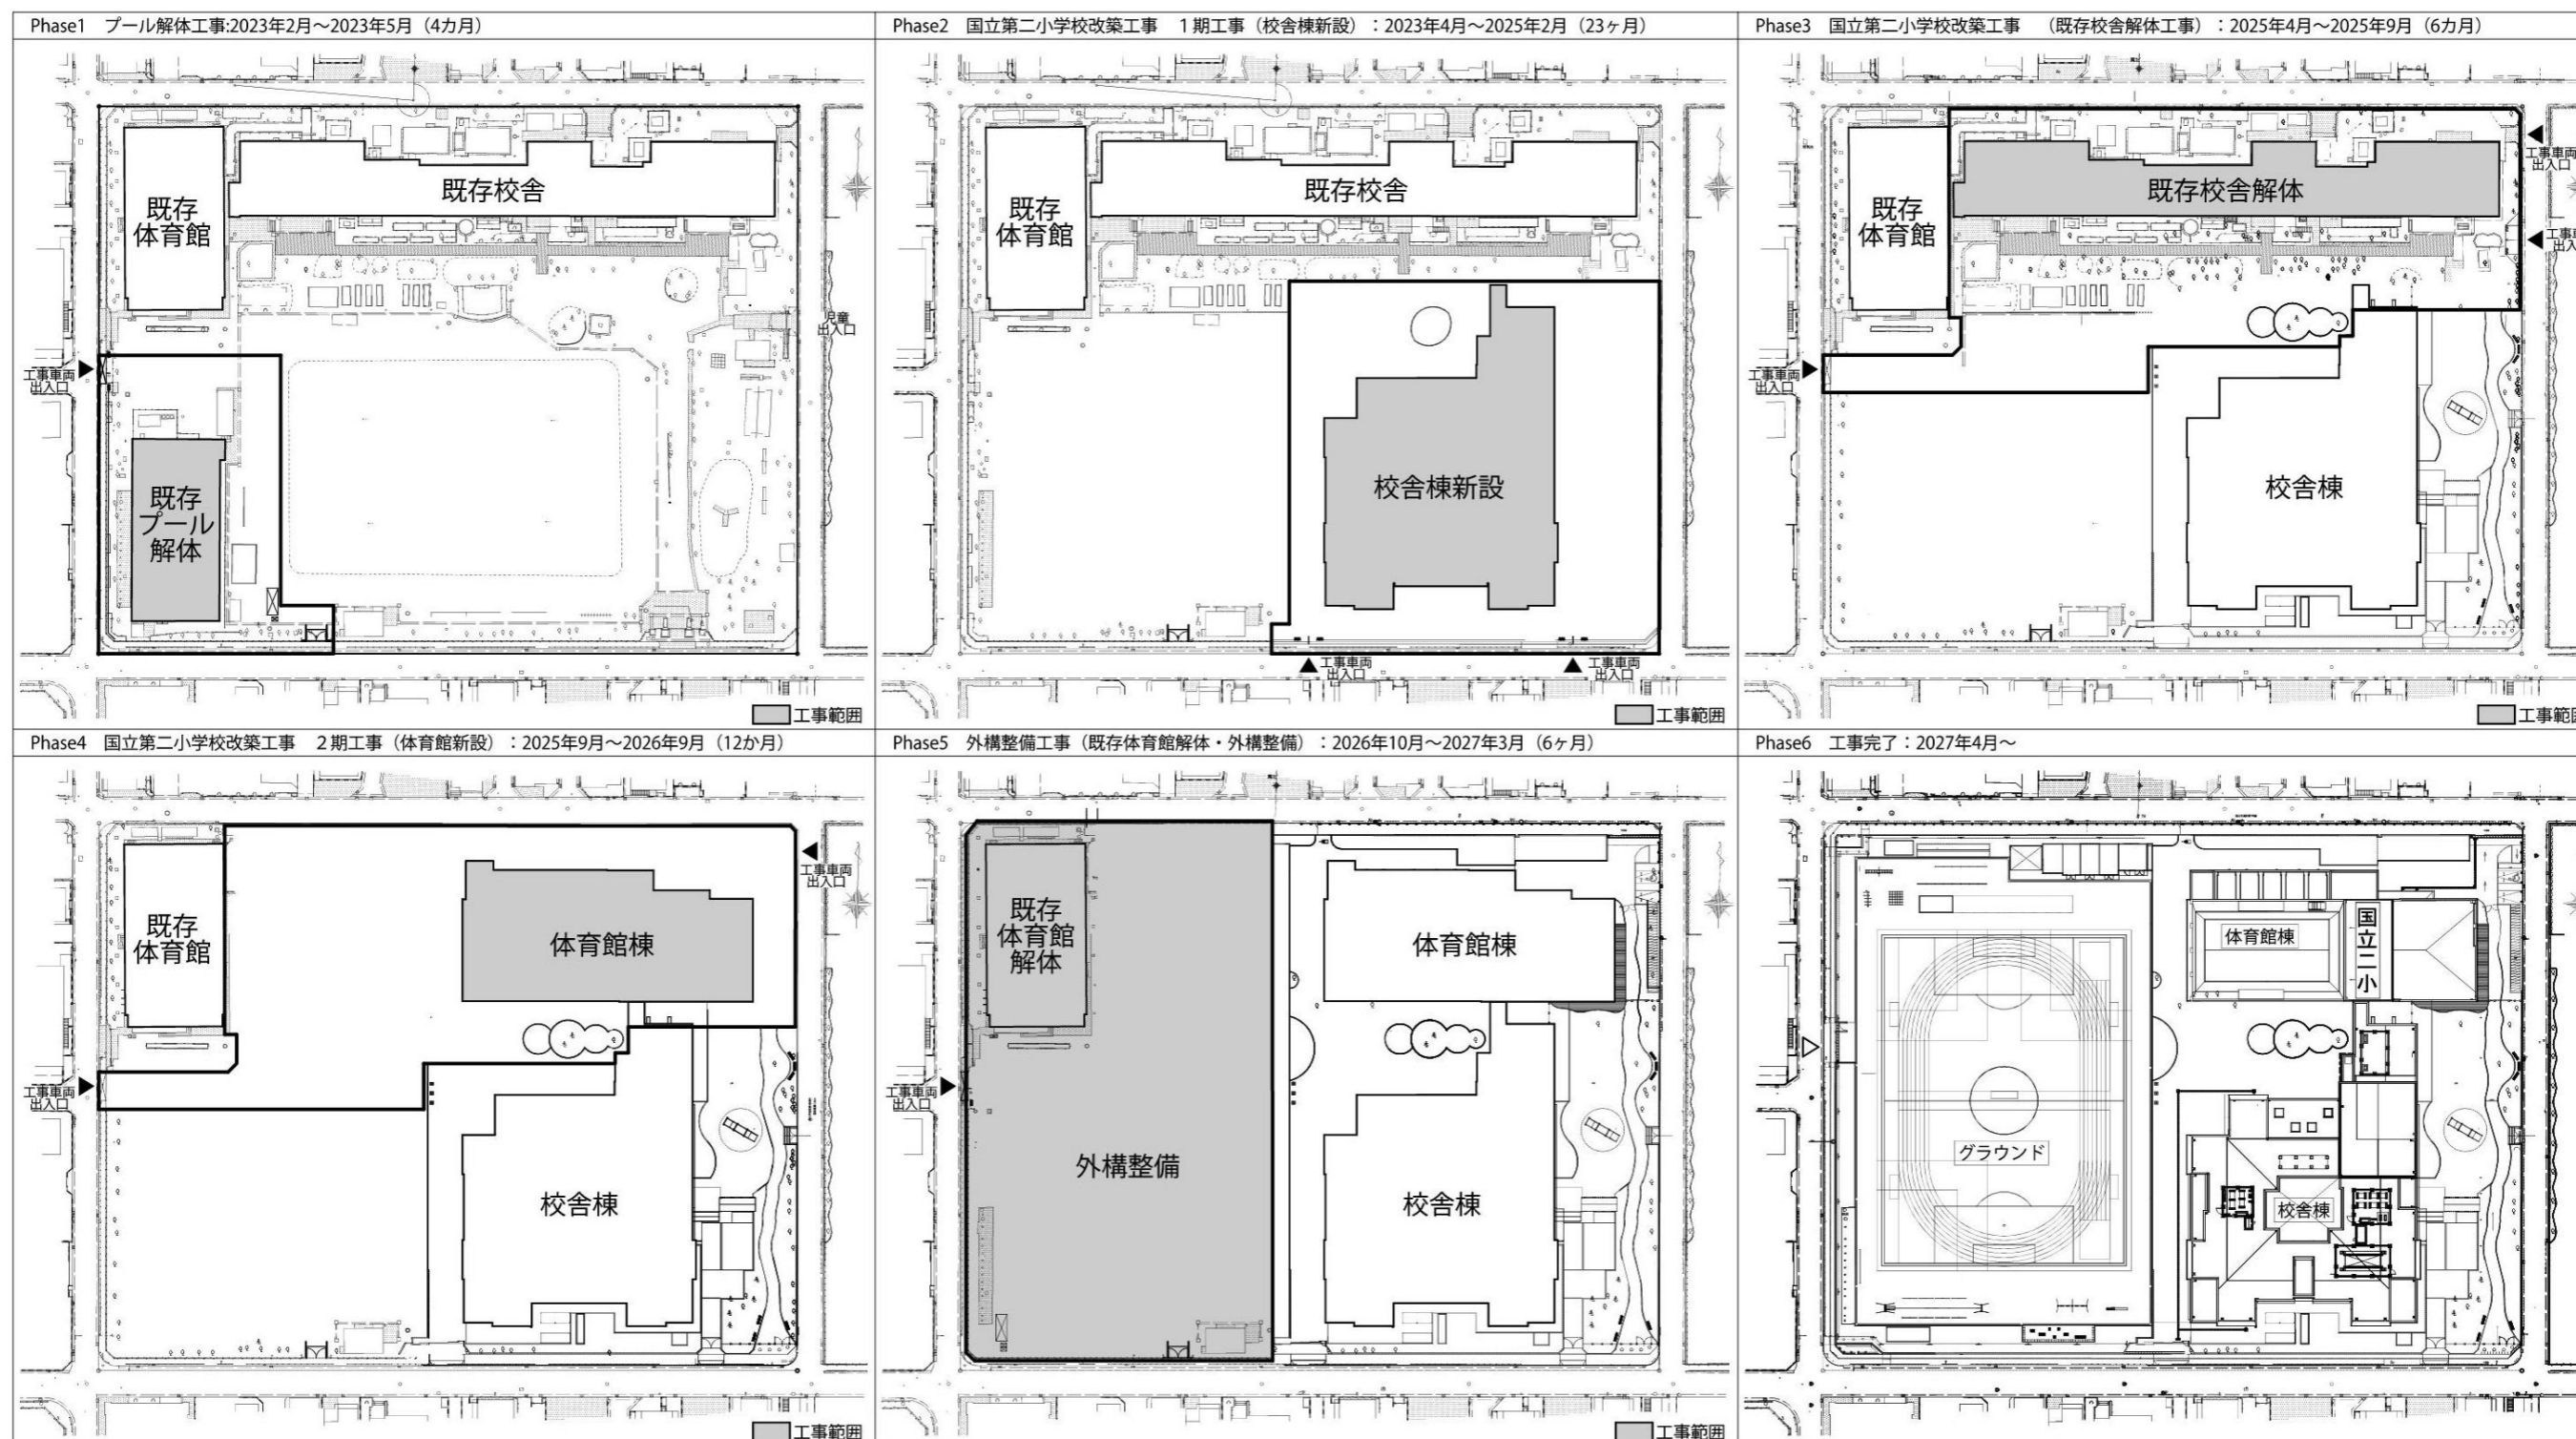 Phase1 プール解体工事:2023年2月～2023年5月（4カ月）
既存
体育館
既存校舎
児童
出入口
工事車両
出入口
既存
プール
解体
工事範囲
Phase2 国立第二小学校改築工事 １期工事（校舎棟新設）：2023年4月～2025年2月（23ヶ月）
既存
体育館
既存校舎
校舎棟新設
工事車両
出入口
工事車両
出入口
工事範囲
Phase3 国立第二小学校改築工事 （既存校舎解体工事）：2025年4月～2025年9月（6カ月）
既存
体育館
既存校舎解体
工事車両
出入口
工事車
出入
工事車両
出入口
校舎棟
工事範囲
Phase4 国立第二小学校改築工事 ２期工事（体育館新設）：2025年9月～2026年9月（12か月）
既存
体育館
体育館棟
工事車両
出入口
工事車両
出入口
校舎棟
工事範囲
Phase5 外構整備工事（既存体育館解体・外構整備）：2026年10月～2027年3月（6ヶ月）
既存
体育館
解体
体育館棟
工事車両
出入口
外構整備
校舎棟
工事範囲
Phase6 工事完了：2027年4月～
体育館棟
国立二小
グラウンド
校舎棟